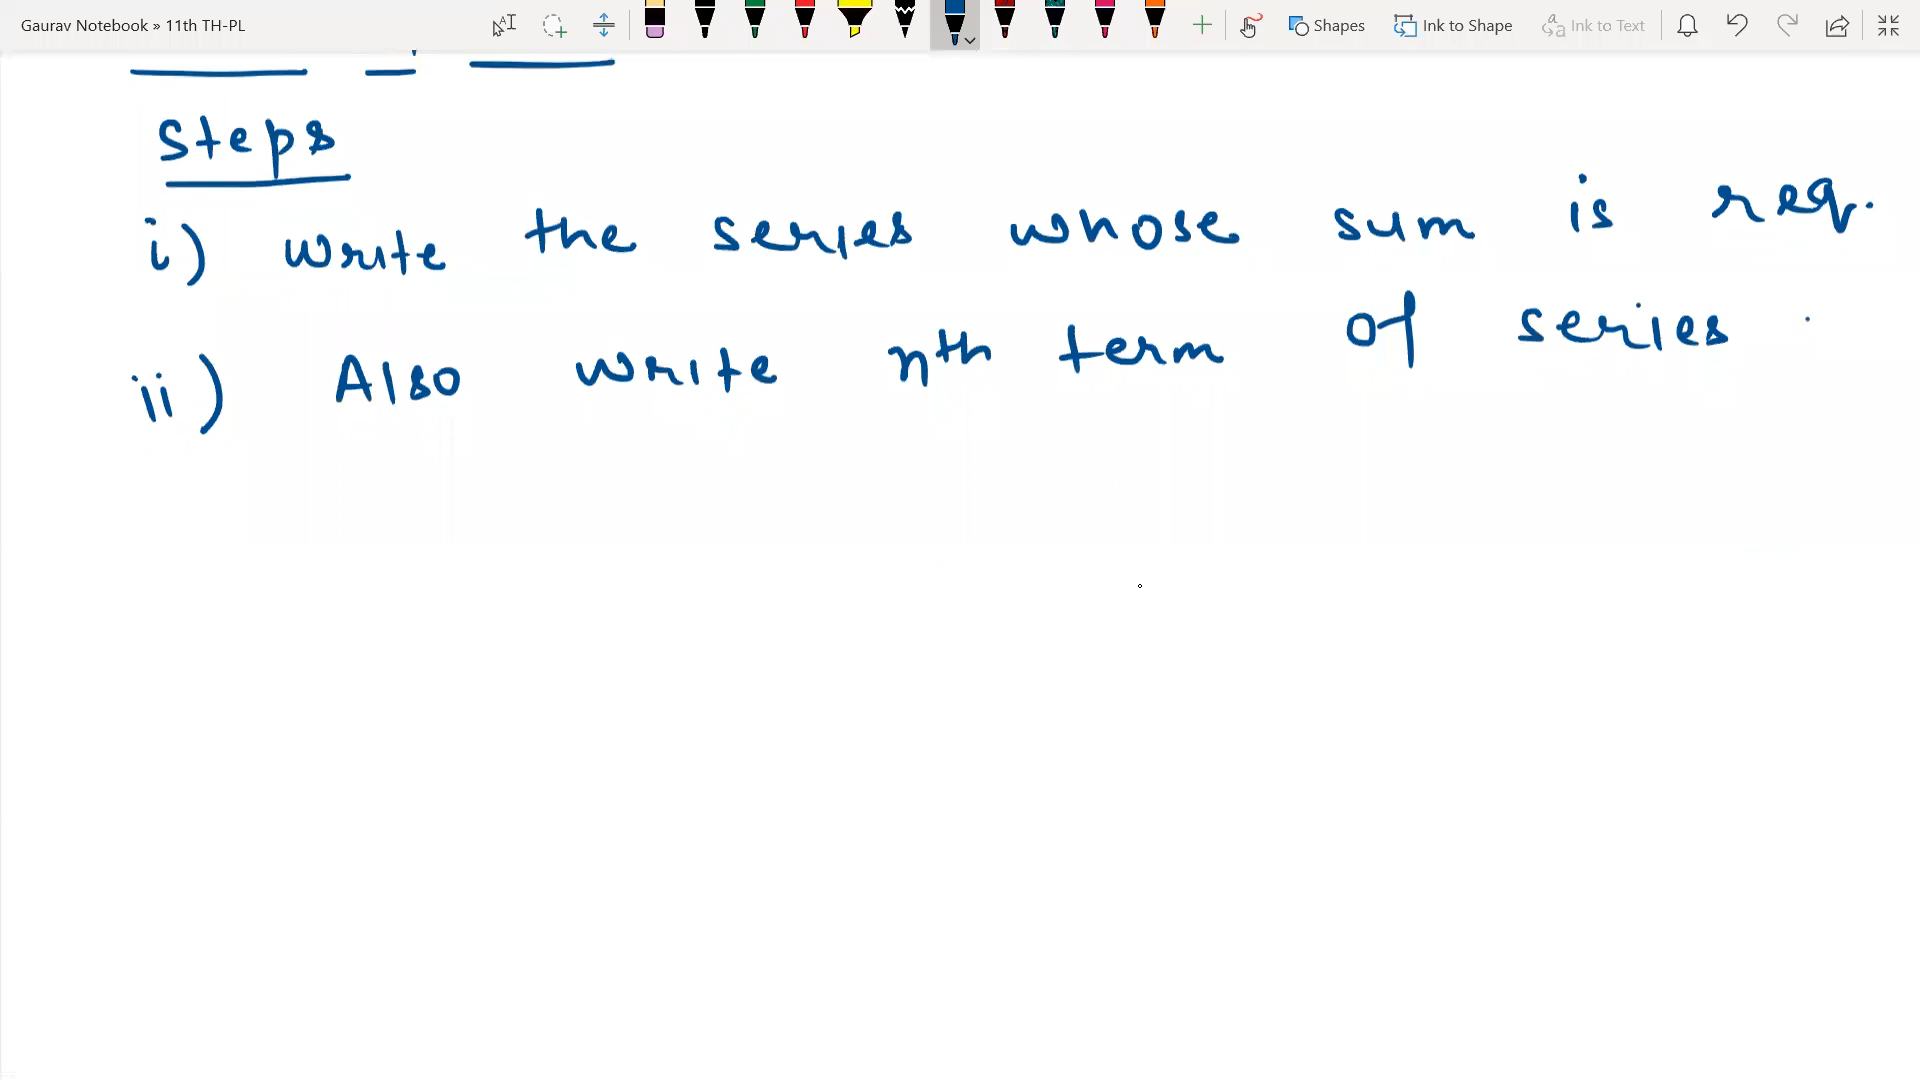 Gaurav Notebook » 11th TH-PL
Shapes
Ink to Shape
Ink to Text
Steps
i) write the series whose sum is req.
ii) Also write nth term of series .